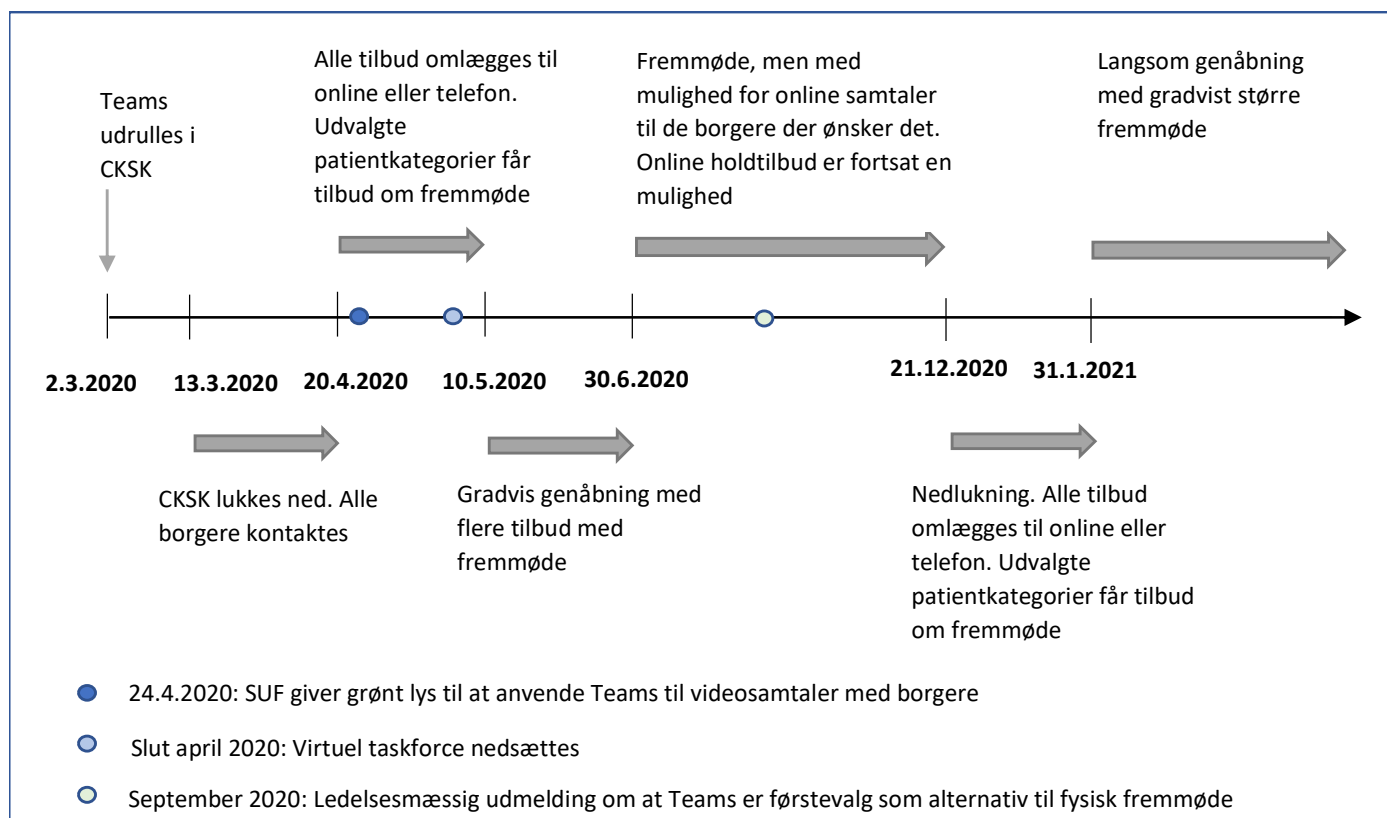 Teams
udrulles i
CKSK
Alle tilbud omlægges til
online eller telefon.
Udvalgte
patientkategorier får
tilbud om fremmøde
Fremmøde, men med
mulighed for online samtaler
til de borgere der ønsker det.
Online holdtilbud er fortsat en
mulighed
Langsom genåbning
med gradvist større
fremmøde
2.3.2020
13.3.2020
20.4.2020
10.5.2020
30.6.2020
21.12.2020
31.1.2021
CKSK lukkes ned. Alle
borgere kontaktes
Gradvis genåbning med
flere tilbud med
fremmøde
Nedlukning. Alle tilbud
omlægges til online eller
telefon. Udvalgte
patientkategorier får tilbud
om fremmøde
24.4.2020: SUF giver grønt lys til at anvende Teams til videosamtaler med borgere
Slut april 2020: Virtuel taskforce nedsættes
September 2020: Ledelsesmæssig udmelding om at Teams er førstevalg som alternativ til fysisk fremmøde